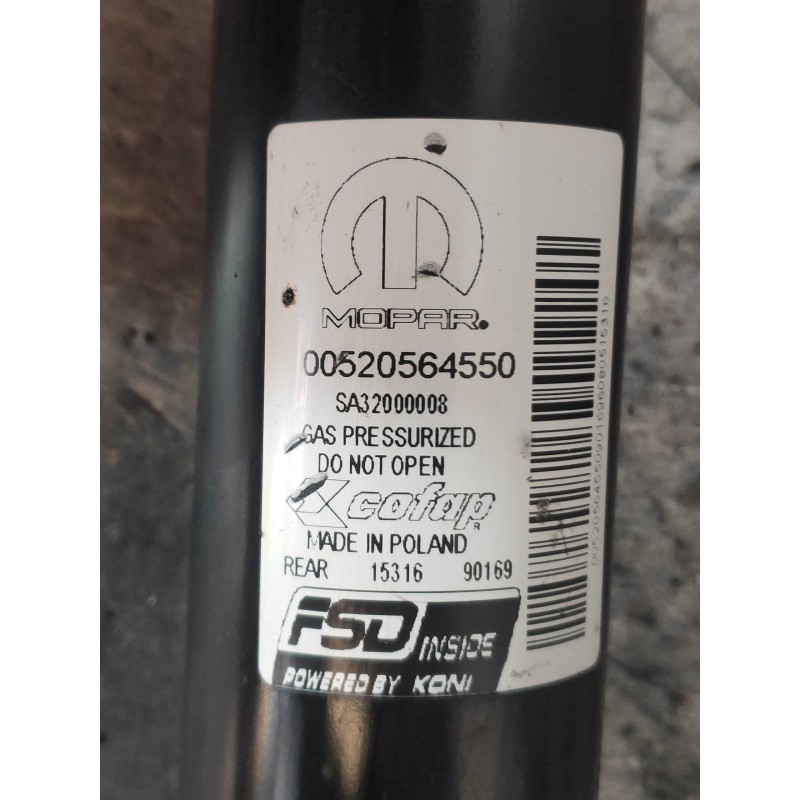 MOPAR®
00520564550
SA32000008
GAS PRESSURIZED
DO NOT OPEN
cofap®
MADE IN POLAND
REAR 15316 90169
FSD INSIDE
POWERED BY KONI